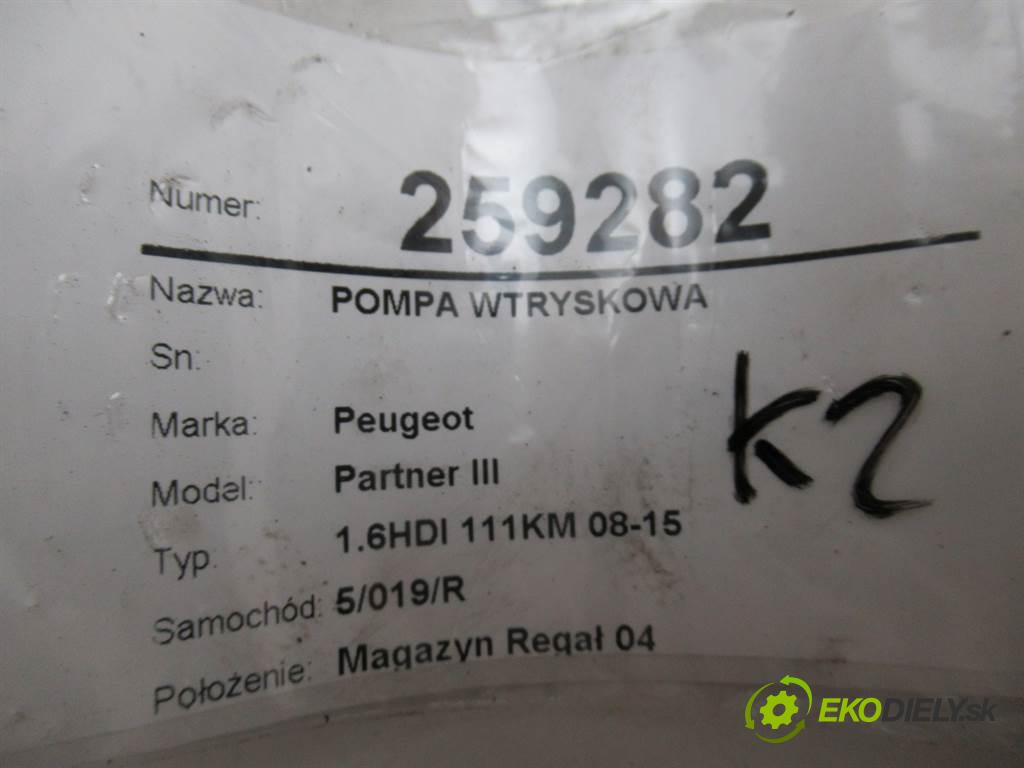 Numer: 259282
Nazwa: POMPA WTRYSKOWA
Sn:
Marka: Peugeot
K2
Model: Partner III
Typ: 1.6HDI 111KM 08-15
Samochód: 5/019/R
Położenie: Magazyn Regał 04
EKODIELY.sk